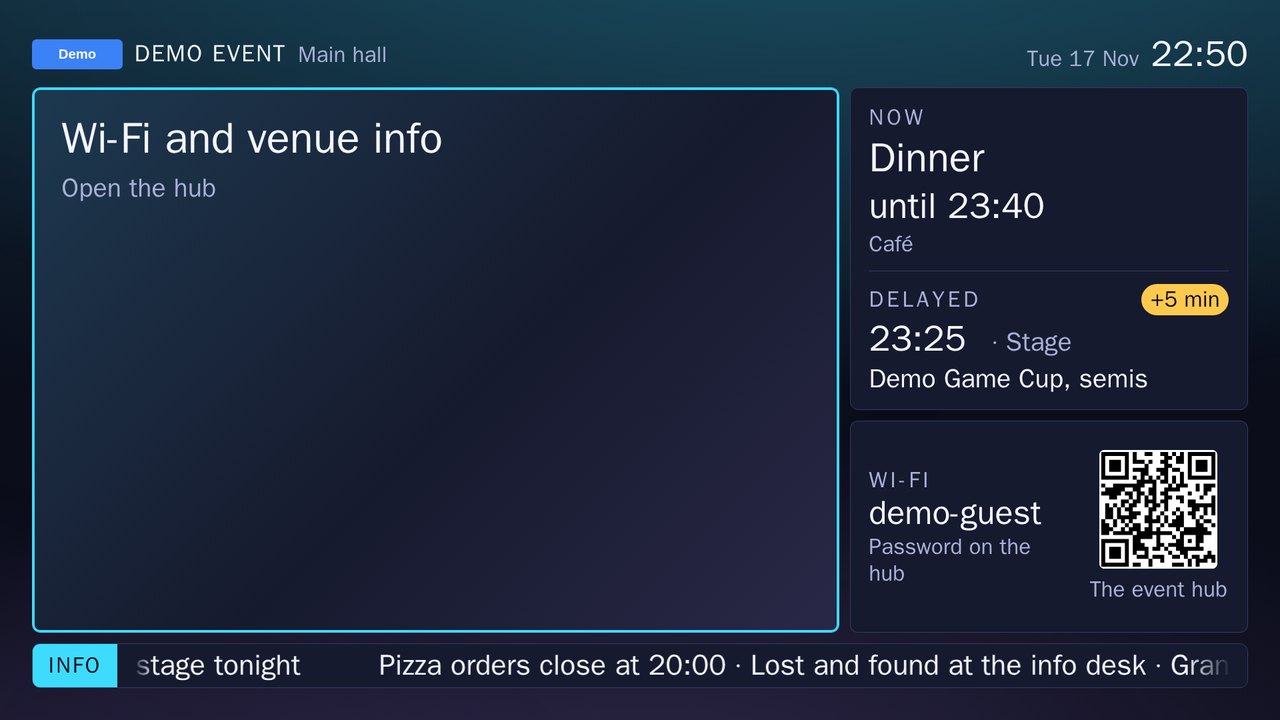 Demo DEMO EVENT Main hall
Tue 17 Nov 22:50
Wi-Fi and venue info
Open the hub
NOW
Dinner
until 23:40
Café
DELAYED +5 min
23:25 · Stage
Demo Game Cup, semis
WI-FI
demo-guest
Password on the
hub
The event hub
INFO stage tonight Pizza orders close at 20:00 · Lost and found at the info desk · Gran